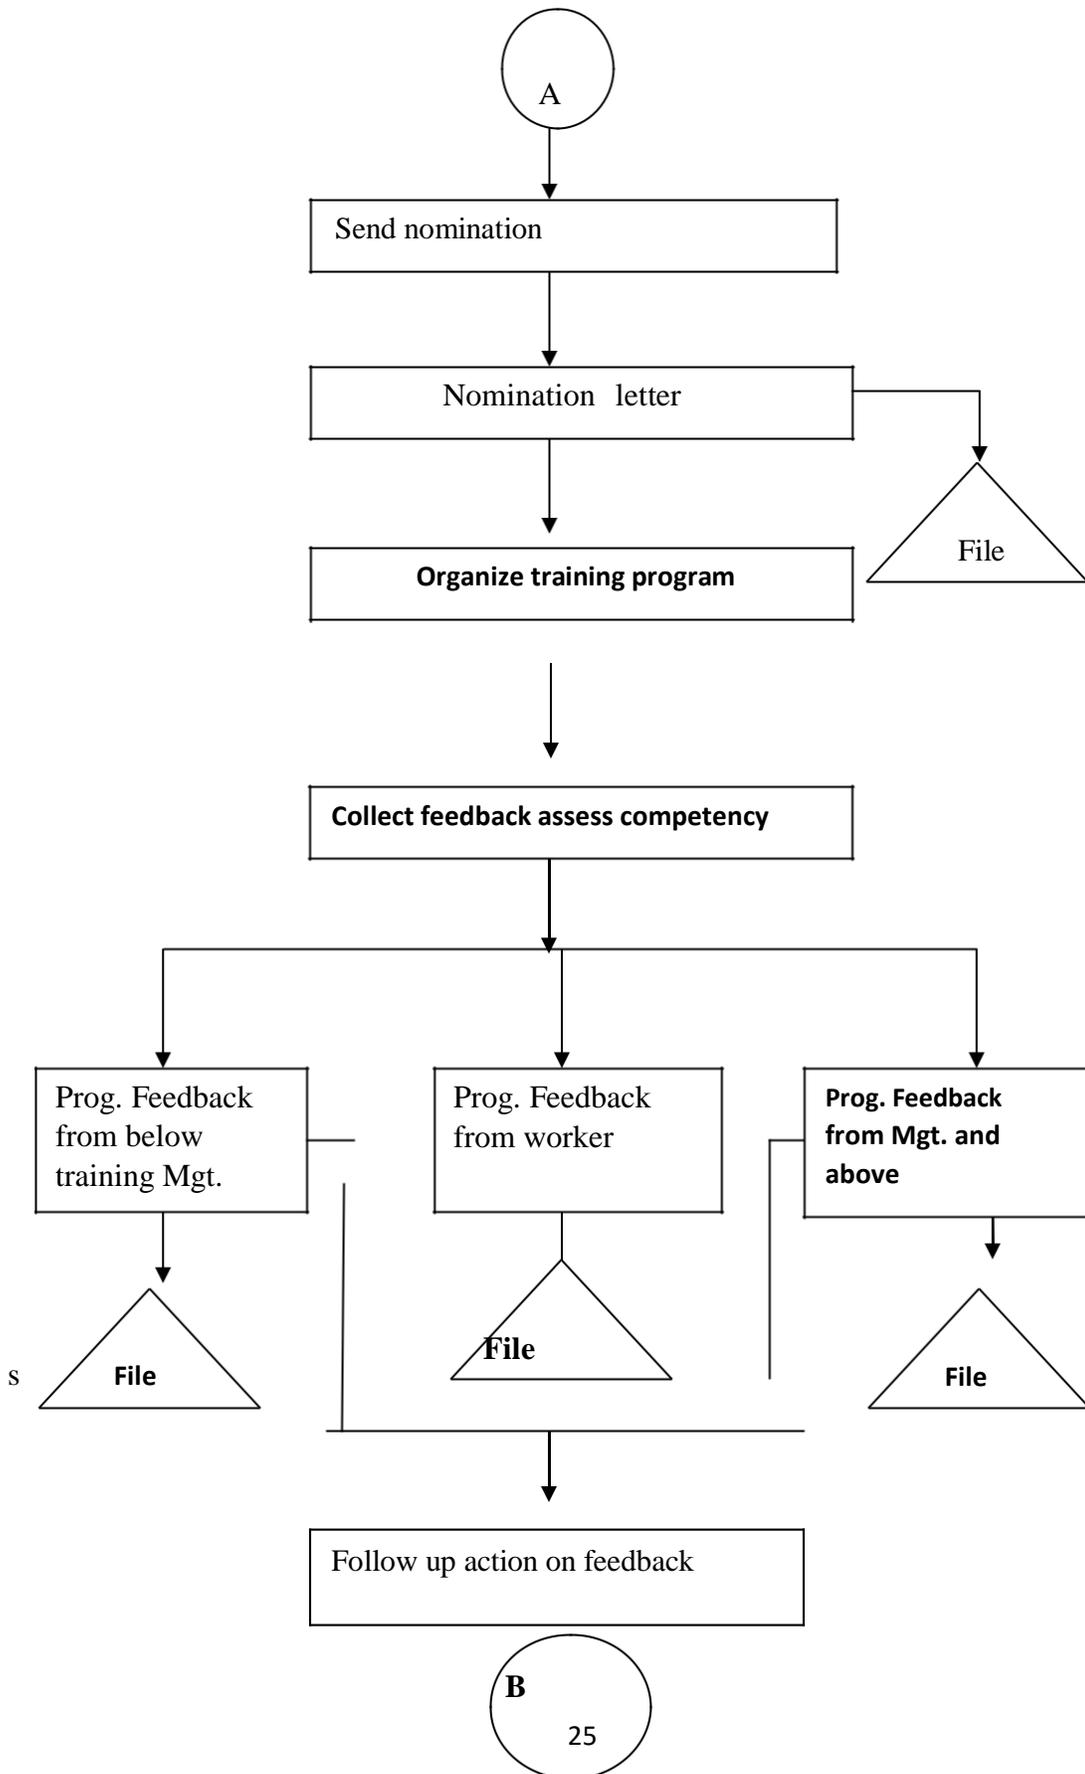 A
Send nomination
Nomination letter
File
Organize training program
Collect feedback assess competency
Prog. Feedback
from below
training Mgt.
Prog. Feedback
from worker
Prog. Feedback
from Mgt. and
above
File
s
File
File
Follow up action on feedback
B
25